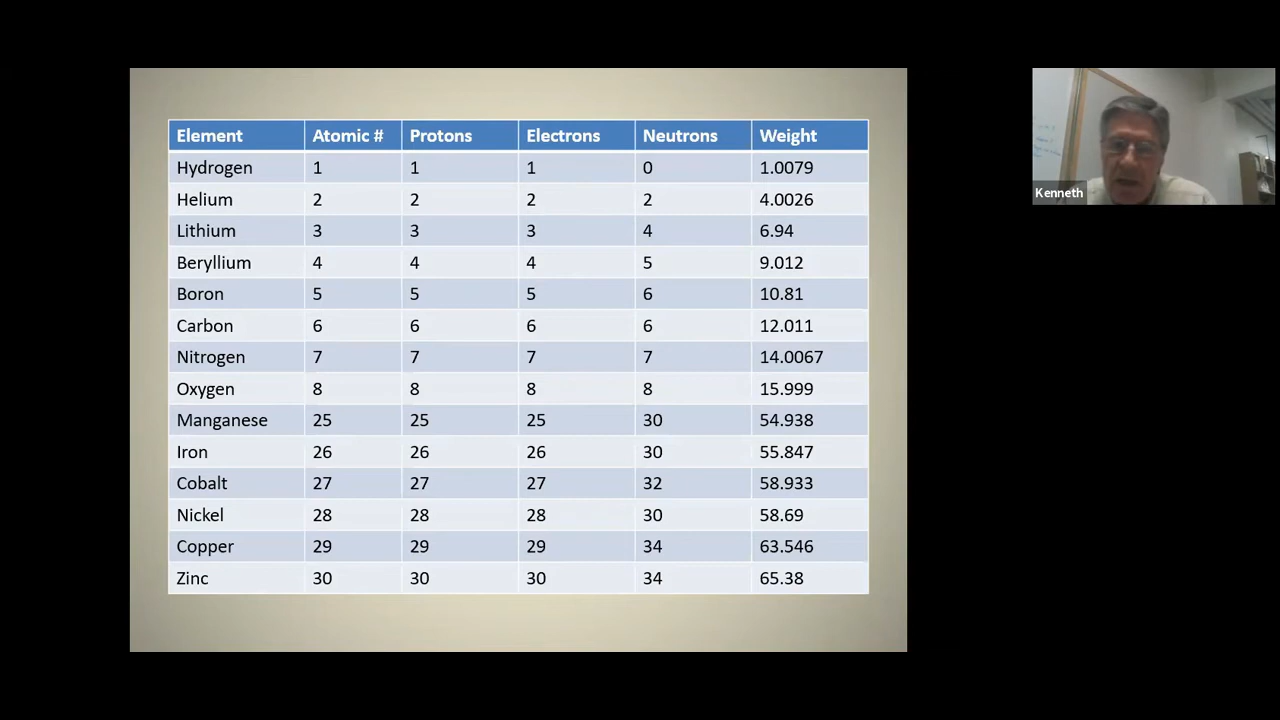 Element Atomic # Protons Electrons Neutrons Weight
Hydrogen 1 1 1 0 1.0079
Helium 2 2 2 2 4.0026
Lithium 3 3 3 4 6.94
Beryllium 4 4 4 5 9.012
Boron 5 5 5 6 10.81
Carbon 6 6 6 6 12.011
Nitrogen 7 7 7 7 14.0067
Oxygen 8 8 8 8 15.999
Manganese 25 25 25 30 54.938
Iron 26 26 26 30 55.847
Cobalt 27 27 27 32 58.933
Nickel 28 28 28 30 58.69
Copper 29 29 29 34 63.546
Zinc 30 30 30 34 65.38
Kenneth